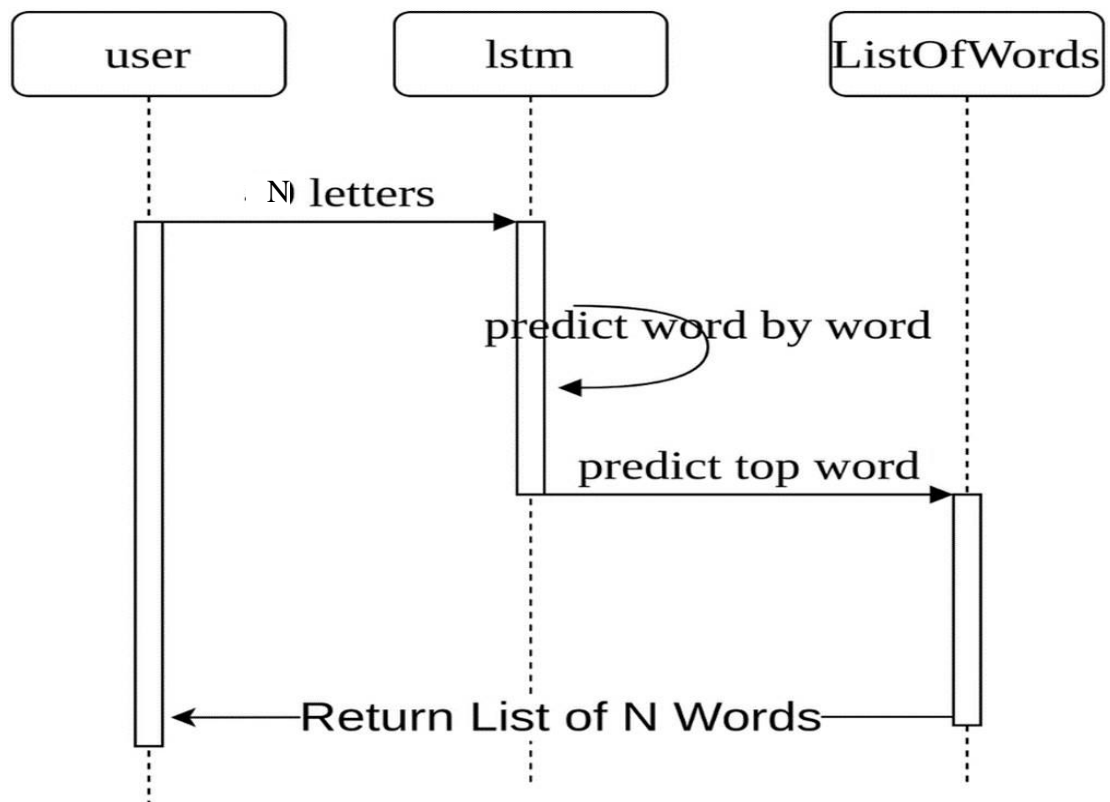 user
lstm
ListOfWords
N letters
predict word by word
predict top word
Return List of N Words